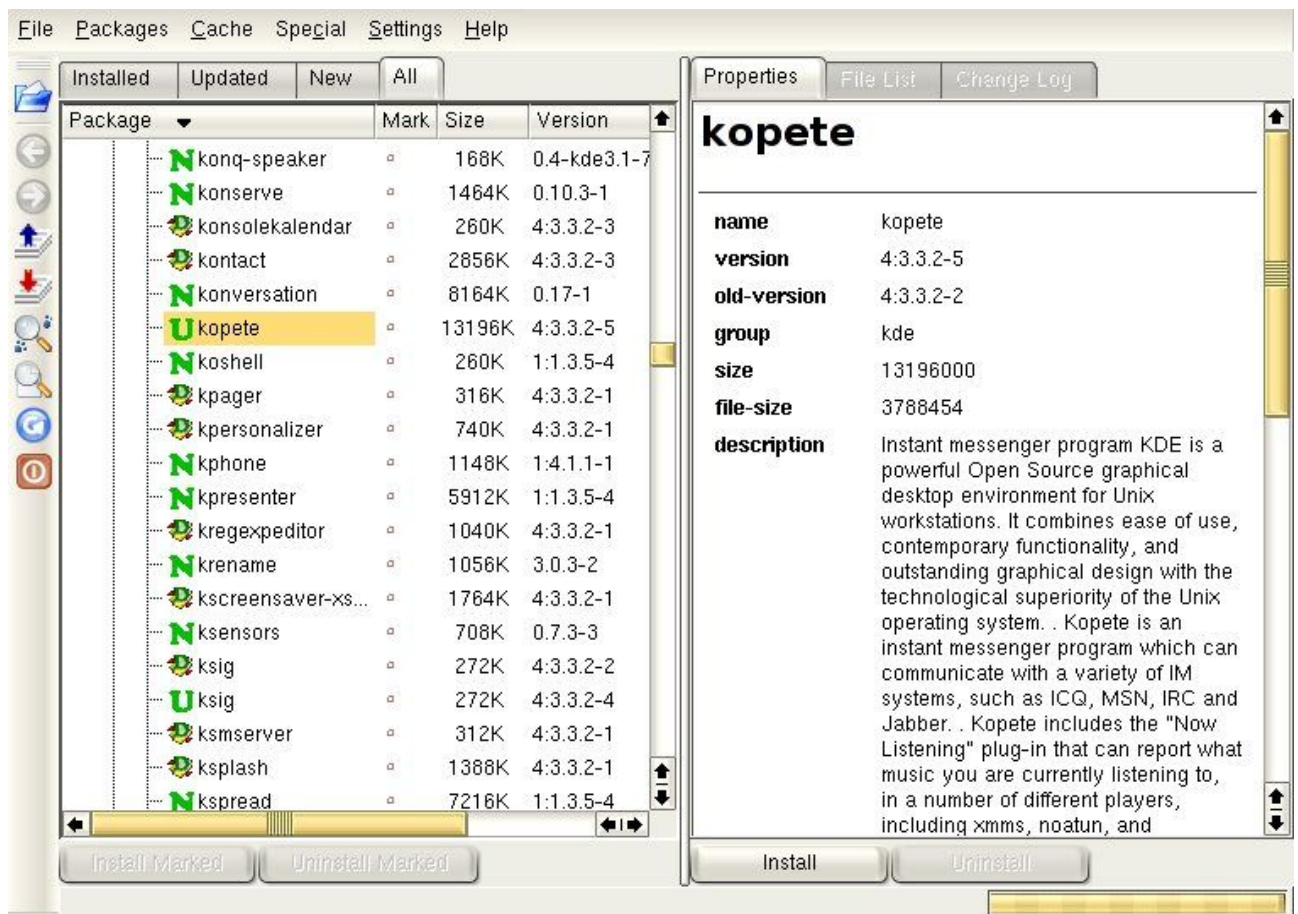 File Packages Cache Special Settings Help
Installed Updated New All
Package Mark Size Version
konq-speaker 168K 0.4-kde3.1-7
konserve 1464K 0.10.3-1
konsolekalendar 260K 4:3.3.2-3
kontact 2856K 4:3.3.2-3
konversation 8164K 0.17-1
kopete 13196K 4:3.3.2-5
koshell 260K 1:1.3.5-4
kpager 316K 4:3.3.2-1
kpersonalizer 740K 4:3.3.2-1
kphone 1148K 1:4.1.1-1
kpresenter 5912K 1:1.3.5-4
kregexpeditor 1040K 4:3.3.2-1
krename 1056K 3.0.3-2
kscreensaver-xs... 1764K 4:3.3.2-1
ksensors 708K 0.7.3-3
ksig 272K 4:3.3.2-2
ksig 272K 4:3.3.2-4
ksmserver 312K 4:3.3.2-1
ksplash 1388K 4:3.3.2-1
kspread 7216K 1:1.3.5-4
Install Marked Uninstall Marked
Properties File List Change Log
kopete
name kopete
version 4:3.3.2-5
old-version 4:3.3.2-2
group kde
size 13196000
file-size 3788454
description Instant messenger program KDE is a
powerful Open Source graphical
desktop environment for Unix
workstations. It combines ease of use,
contemporary functionality, and
outstanding graphical design with the
technological superiority of the Unix
operating system. . Kopete is an
instant messenger program which can
communicate with a variety of IM
systems, such as ICQ, MSN, IRC and
Jabber. . Kopete includes the "Now
Listening" plug-in that can report what
music you are currently listening to,
in a number of different players,
including xmms, noatun, and
Install Uninstall